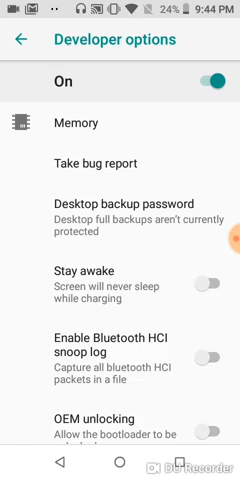 24% 9:44 PM
Developer options
On
Memory
Take bug report
Desktop backup password
Desktop full backups aren't currently
protected
Stay awake
Screen will never sleep
while charging
Enable Bluetooth HCI
snoop log
Capture all bluetooth HCI
packets in a file
OEM unlocking
Allow the bootloader to be
DU Recorder